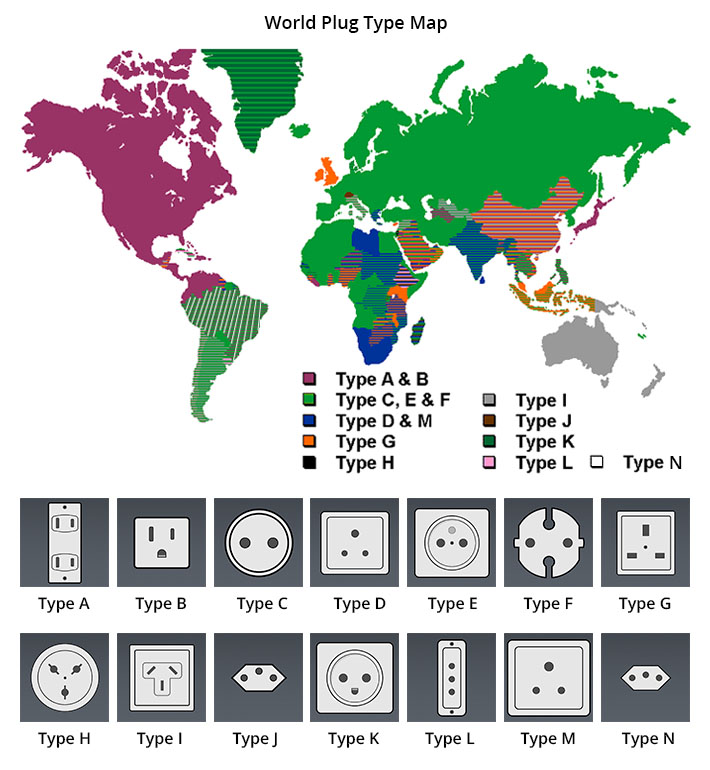 World Plug Type Map
Type A & B
Type C, E & F
Type D & M
Type G
Type H
Type I
Type J
Type K
Type L
Type N
Type A
Type B
Type C
Type D
Type E
Type F
Type G
Type H
Type I
Type J
Type K
Type L
Type M
Type N